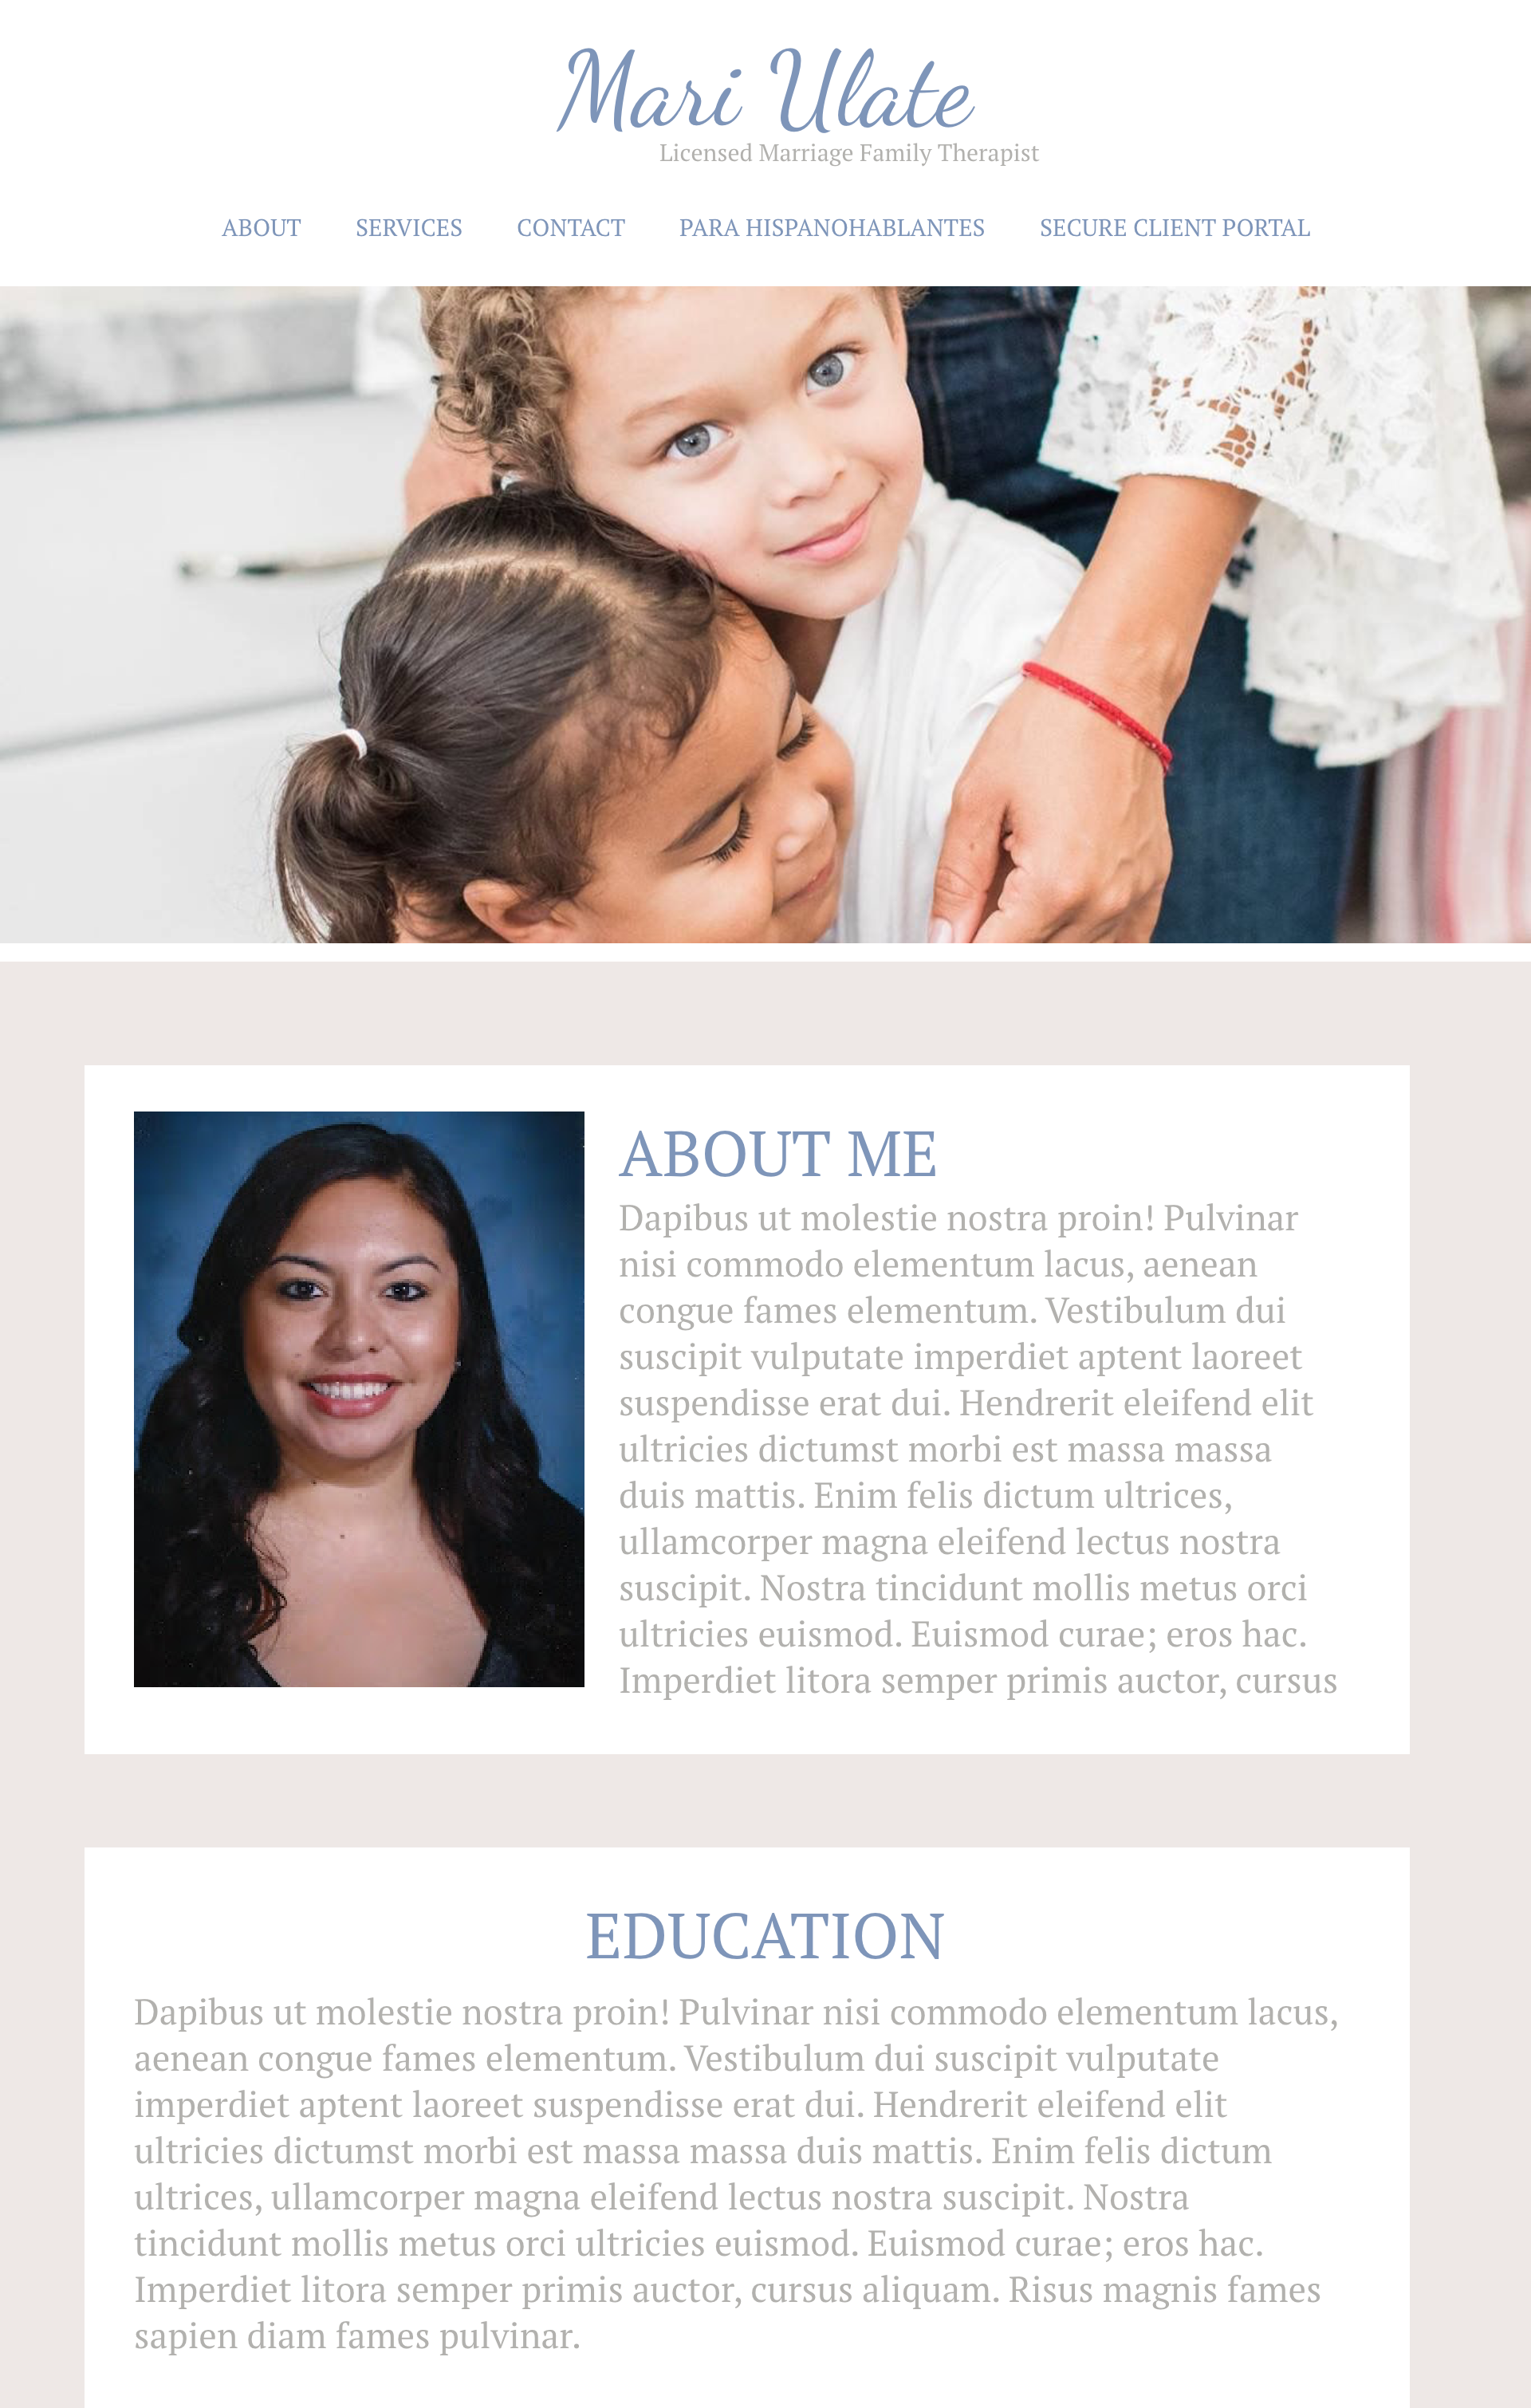 Mari Ulate
Licensed Marriage Family Therapist
ABOUT SERVICES CONTACT PARA HISPANOHABLANTES SECURE CLIENT PORTAL
ABOUT ME
Dapibus ut molestie nostra proin! Pulvinar
nisi commodo elementum lacus, aenean
congue fames elementum. Vestibulum dui
suscipit vulputate imperdiet aptent laoreet
suspendisse erat dui. Hendrerit eleifend elit
ultricies dictumst morbi est massa massa
duis mattis. Enim felis dictum ultrices,
ullamcorper magna eleifend lectus nostra
suscipit. Nostra tincidunt mollis metus orci
ultricies euismod. Euismod curae; eros hac.
Imperdiet litora semper primis auctor, cursus
EDUCATION
Dapibus ut molestie nostra proin! Pulvinar nisi commodo elementum lacus,
aenean congue fames elementum. Vestibulum dui suscipit vulputate
imperdiet aptent laoreet suspendisse erat dui. Hendrerit eleifend elit
ultricies dictumst morbi est massa massa duis mattis. Enim felis dictum
ultrices, ullamcorper magna eleifend lectus nostra suscipit. Nostra
tincidunt mollis metus orci ultricies euismod. Euismod curae; eros hac.
Imperdiet litora semper primis auctor, cursus aliquam. Risus magnis fames
sapien diam fames pulvinar.